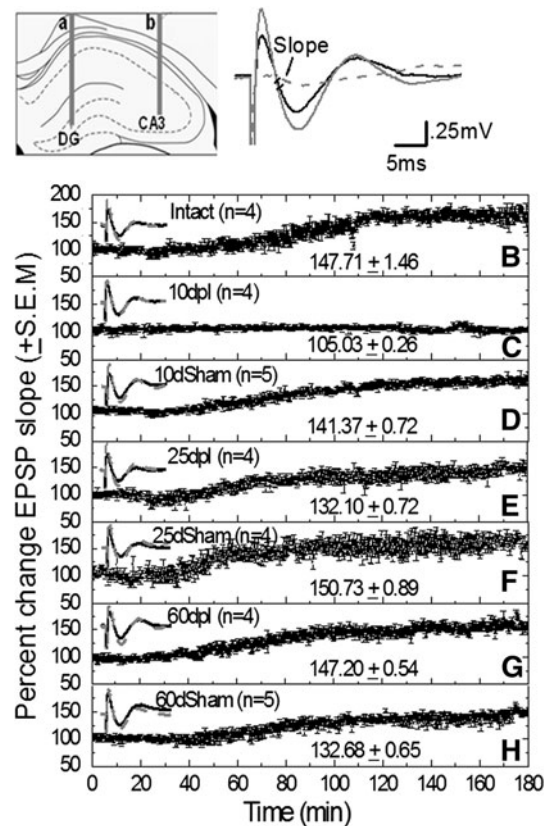 a b
DG CA3
Slope
.25mV
5ms
Percent change EPSP slope (±S.E.M)
200
150
100
50
Intact (n=4)
147.71 ± 1.46
B
150
100
50
10dpl (n=4)
105.03 ± 0.26
C
150
100
50
10dSham (n=5)
141.37 ± 0.72
D
150
100
50
25dpl (n=4)
132.10 ± 0.72
E
150
100
50
25dSham (n=4)
150.73 ± 0.89
F
150
100
50
60dpl (n=4)
147.20 ± 0.54
G
150
100
50
60dSham (n=5)
132.68 ± 0.65
H
0 20 40 60 80 100 120 140 160 180
Time (min)